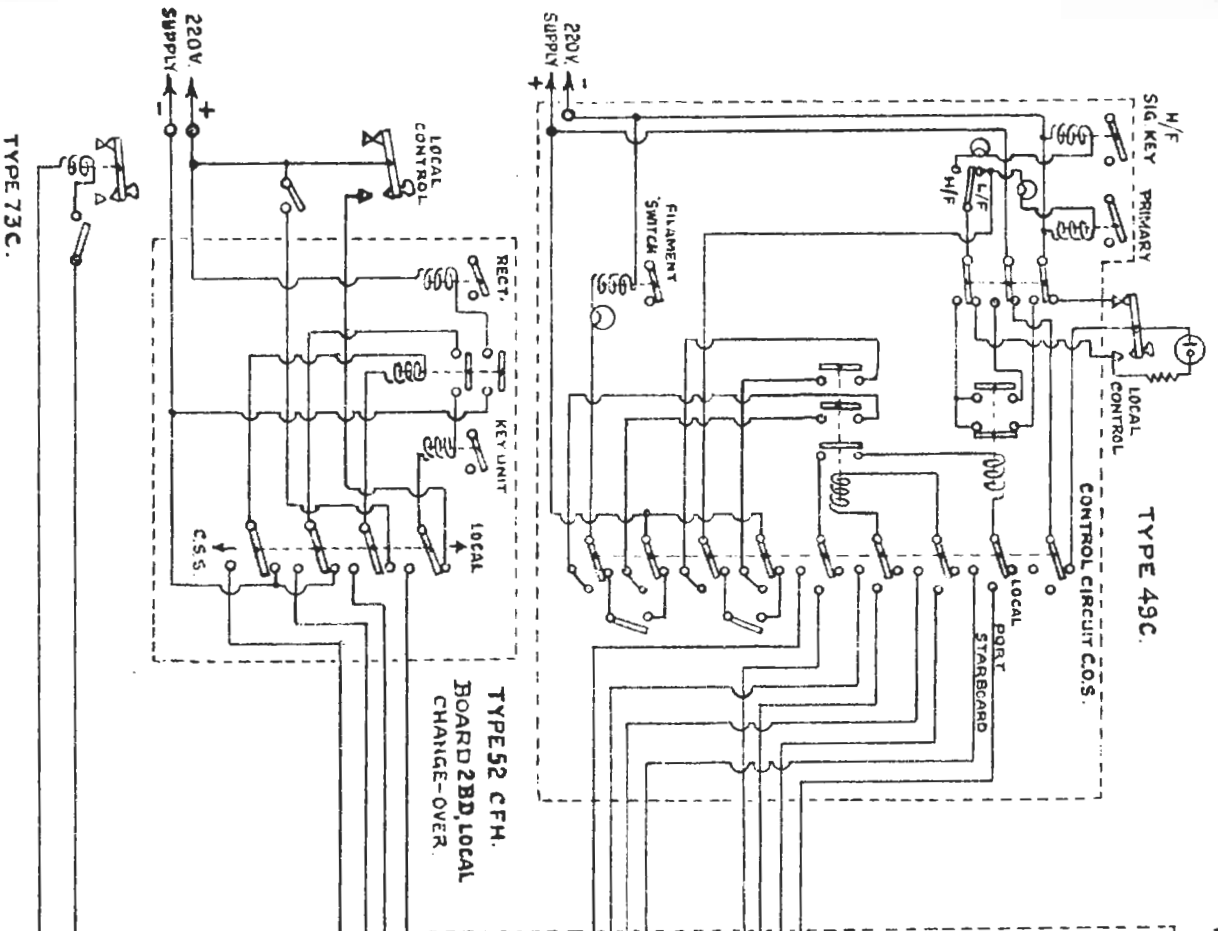 H/F
SIG KEY
PRIMARY
220V.
SUPPLY
-
+
H/F
L/F
FILAMENT
SWITCH
LOCAL
CONTROL
TYPE 49C.
CONTROL CIRCUIT C.O.S.
LOCAL
PORT
STARBOARD
220V.
SUPPLY
+
-
LOCAL
CONTROL
RECT.
KEY UNIT
LOCAL
C.S.S.
TYPE 52 CFH.
BOARD 2BD, LOCAL
CHANGE-OVER.
TYPE 73C.